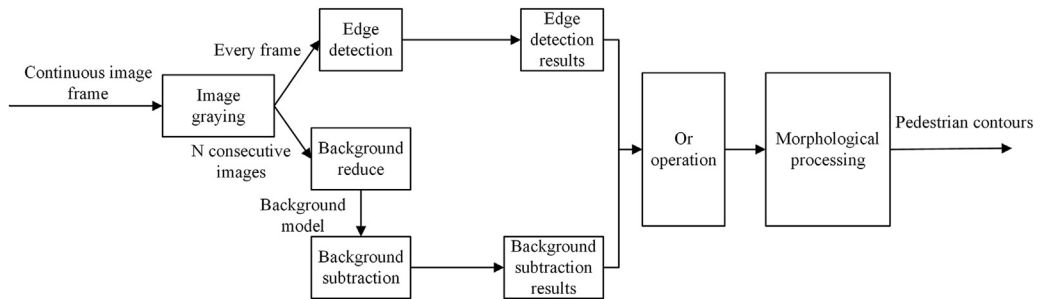 Continuous image
frame
Image
graying
Every frame
Edge
detection
Edge
detection
results
N consecutive
images
Background
reduce
Background
model
Background
subtraction
Background
subtraction
results
Or
operation
Morphological
processing
Pedestrian contours